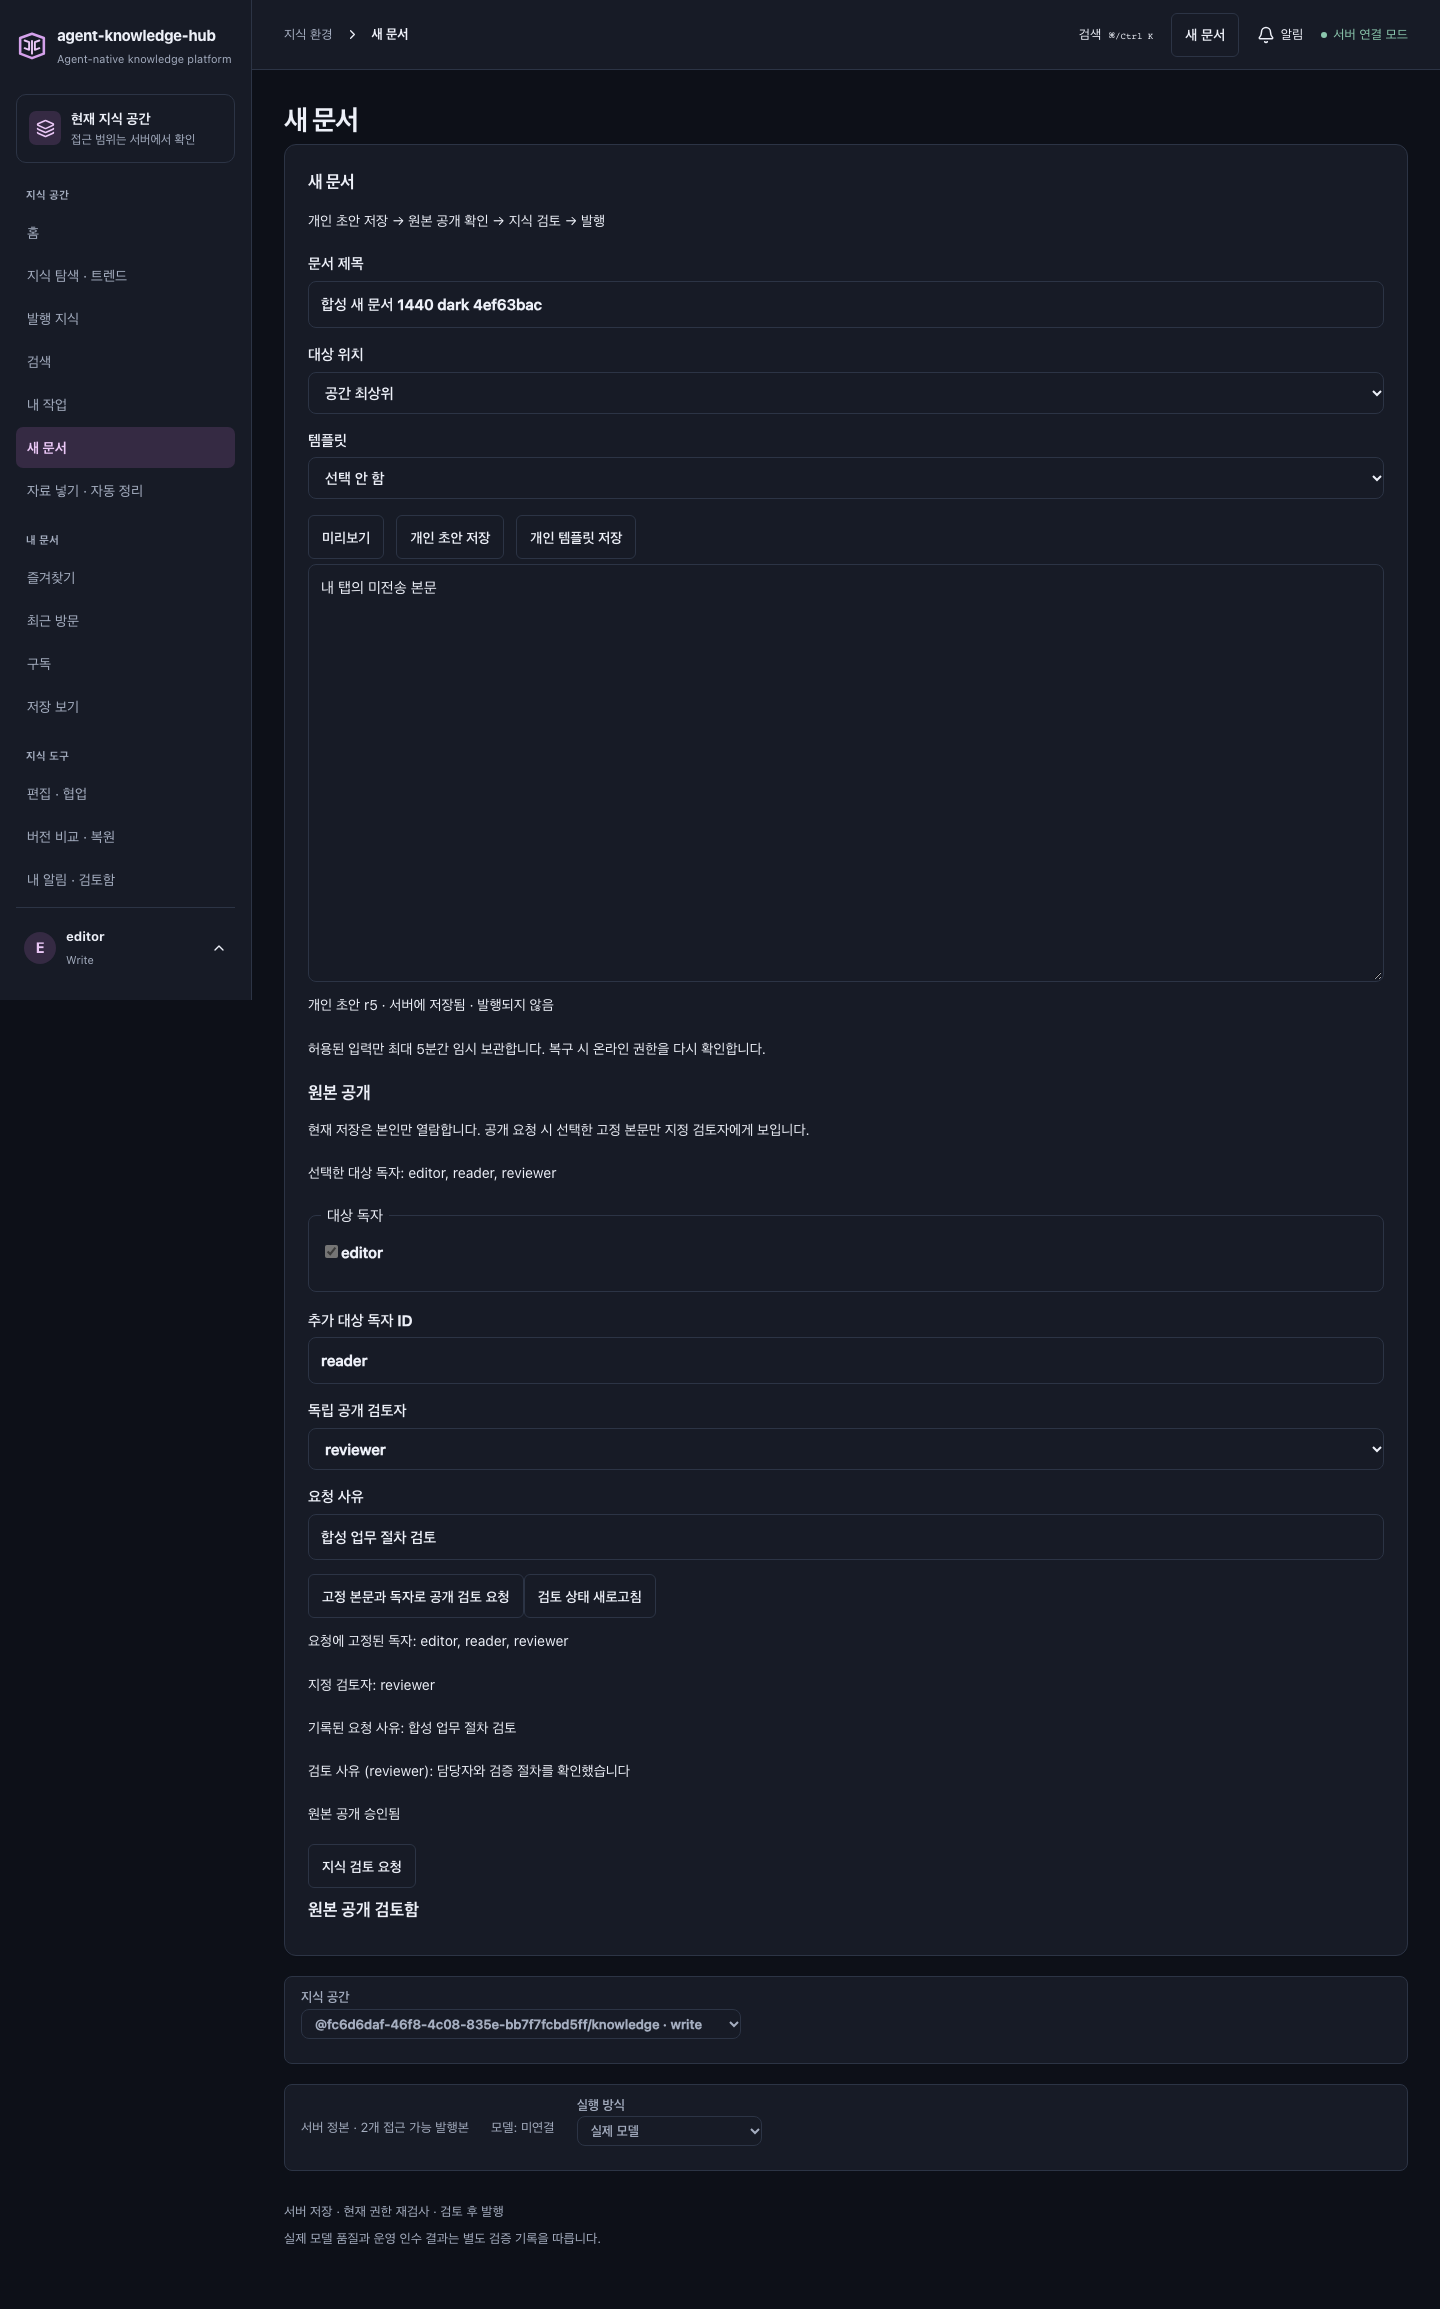 agent-knowledge-hub
Agent-native knowledge platform
현재 지식 공간
접근 범위는 서버에서 확인
지식 공간
홈
지식 탐색 · 트렌드
발행 지식
검색
내 작업
새 문서
자료 넣기 · 자동 정리
내 문서
즐겨찾기
최근 방문
구독
저장 보기
지식 도구
편집 · 협업
버전 비교 · 복원
내 알림 · 검토함
E
editor
Write
지식 환경 새 문서
검색 ⌘/Ctrl K
새 문서
알림
서버 연결 모드
새 문서
새 문서
개인 초안 저장 → 원본 공개 확인 → 지식 검토 → 발행
문서 제목
합성 새 문서 1440 dark 4ef63bac
대상 위치
공간 최상위
템플릿
선택 안 함
미리보기 개인 초안 저장 개인 템플릿 저장
내 탭의 미전송 본문
개인 초안 r5 · 서버에 저장됨 · 발행되지 않음
허용된 입력만 최대 5분간 임시 보관합니다. 복구 시 온라인 권한을 다시 확인합니다.
원본 공개
현재 저장은 본인만 열람합니다. 공개 요청 시 선택한 고정 본문만 지정 검토자에게 보입니다.
선택한 대상 독자: editor, reader, reviewer
대상 독자
editor
추가 대상 독자 ID
reader
독립 공개 검토자
reviewer
요청 사유
합성 업무 절차 검토
고정 본문과 독자로 공개 검토 요청 검토 상태 새로고침
요청에 고정된 독자: editor, reader, reviewer
지정 검토자: reviewer
기록된 요청 사유: 합성 업무 절차 검토
검토 사유 (reviewer): 담당자와 검증 절차를 확인했습니다
원본 공개 승인됨
지식 검토 요청
원본 공개 검토함
지식 공간
@fc6d6daf-46f8-4c08-835e-bb7f7fcbd5ff/knowledge · write
서버 정본 · 2개 접근 가능 발행본 모델: 미연결
실행 방식
실제 모델
서버 저장 · 현재 권한 재검사 · 검토 후 발행
실제 모델 품질과 운영 인수 결과는 별도 검증 기록을 따릅니다.